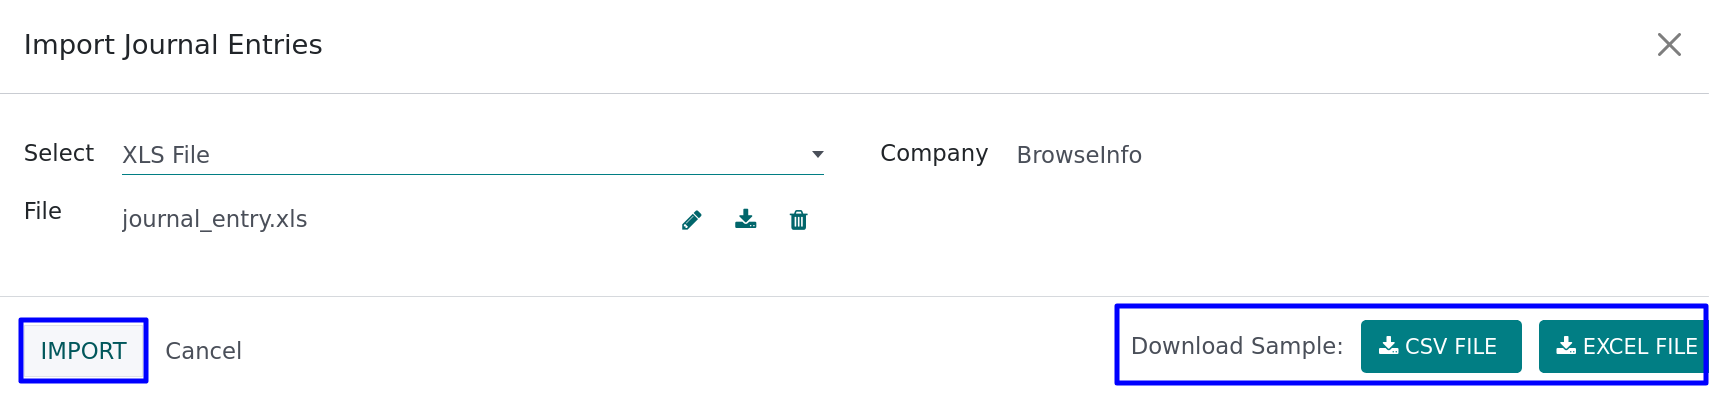 Import Journal Entries
Select XLS File Company BrowseInfo
File journal_entry.xls
IMPORT Cancel Download Sample: CSV FILE EXCEL FILE